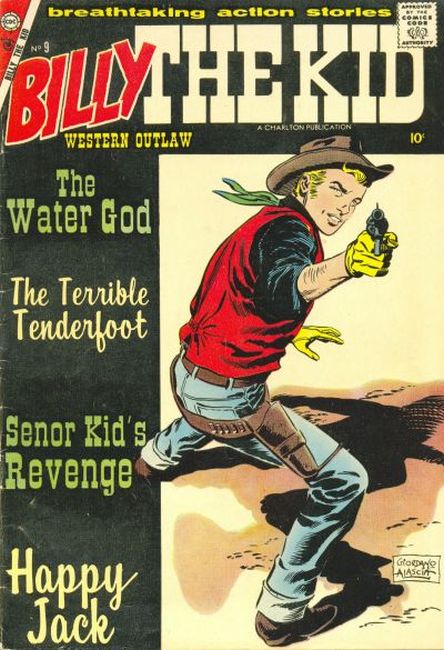 breathtaking action stories
CDC
BILLY THE KID
Nº 9
APPROVED
BY THE
COMICS
CODE
AUTHORITY
BILLY THE KID
WESTERN OUTLAW
A CHARLTON PUBLICATION
10¢
The
Water God
The Terrible
Tenderfoot
Senor Kid's
Revenge
Happy
Jack
GIORDANO
ALASCIA